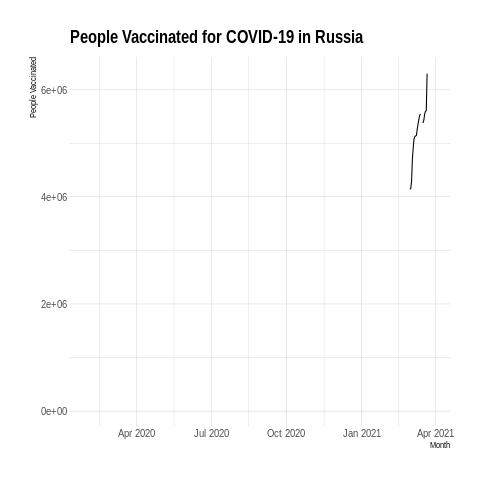 People Vaccinated for COVID-19 in Russia
People Vaccinated
6e+06
4e+06
2e+06
0e+00
Apr 2020 Jul 2020 Oct 2020 Jan 2021 Apr 2021
Month